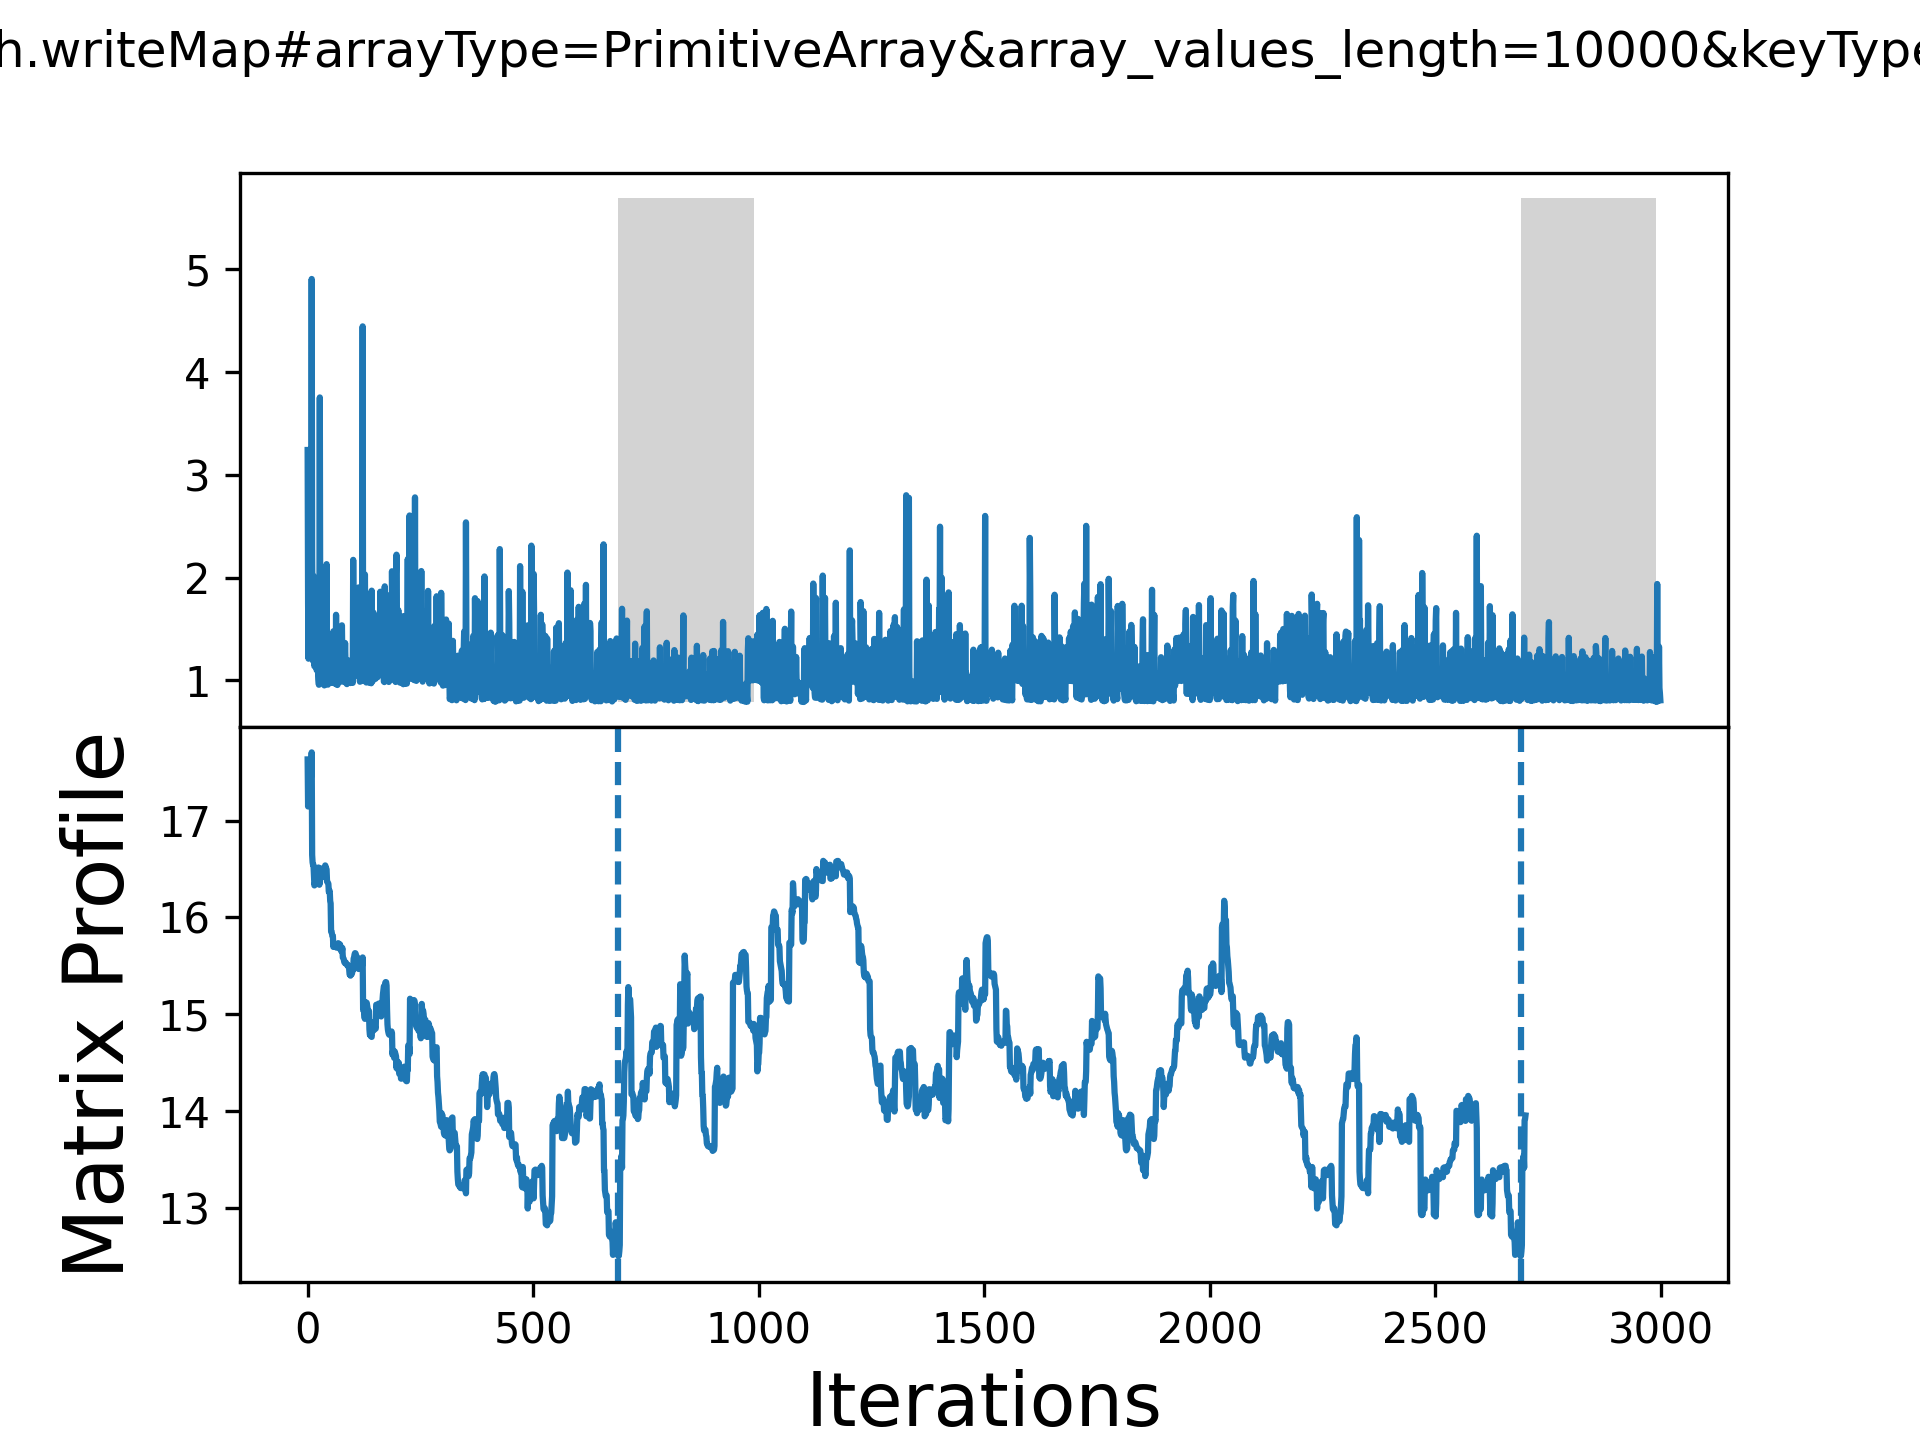 h.writeMap#arrayType=PrimitiveArray&array_values_length=10000&keyType
5
4
3
2
1
Matrix Profile
17
16
15
14
13
0 500 1000 1500 2000 2500 3000
Iterations